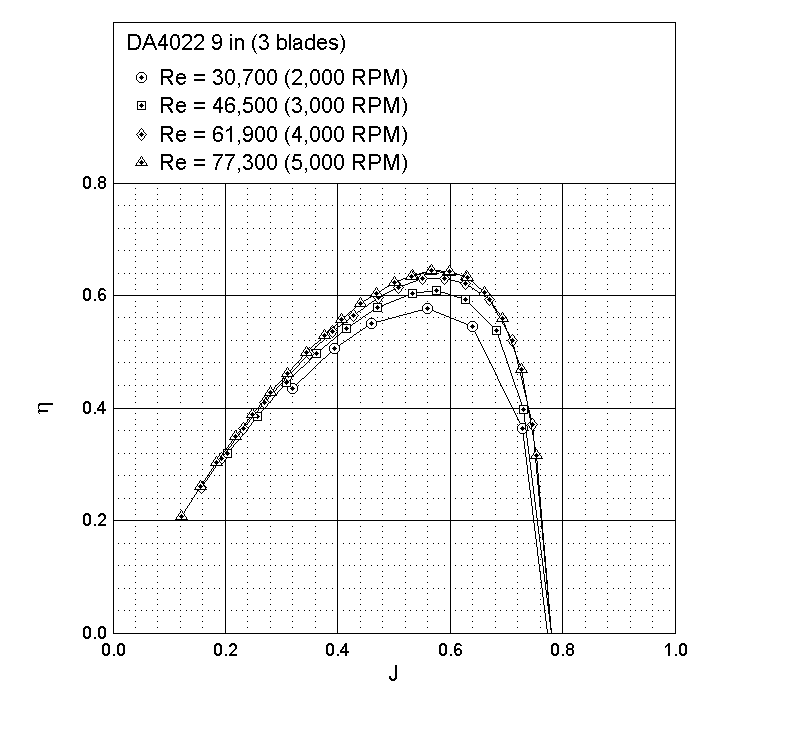 DA4022 9 in (3 blades)
Re = 30,700 (2,000 RPM)
Re = 46,500 (3,000 RPM)
Re = 61,900 (4,000 RPM)
Re = 77,300 (5,000 RPM)
0.8
0.6
0.4
η
0.2
0.0
0.0 0.2 0.4 0.6 0.8 1.0
J